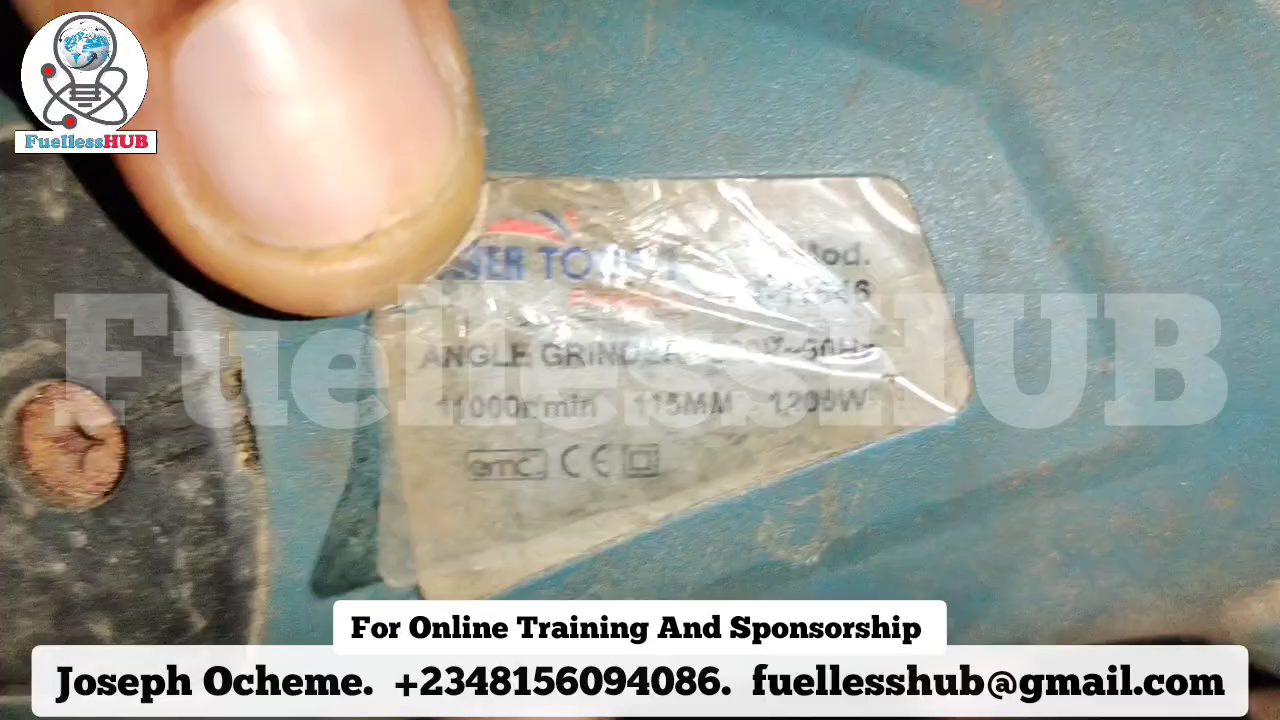 FuellessHUB
Mod.
FuellessHUB
ANGLE GRINDER
11000r/min 115MM 1200W
emc CE
For Online Training And Sponsorship
Joseph Ocheme. +2348156094086. fuellesshub@gmail.com